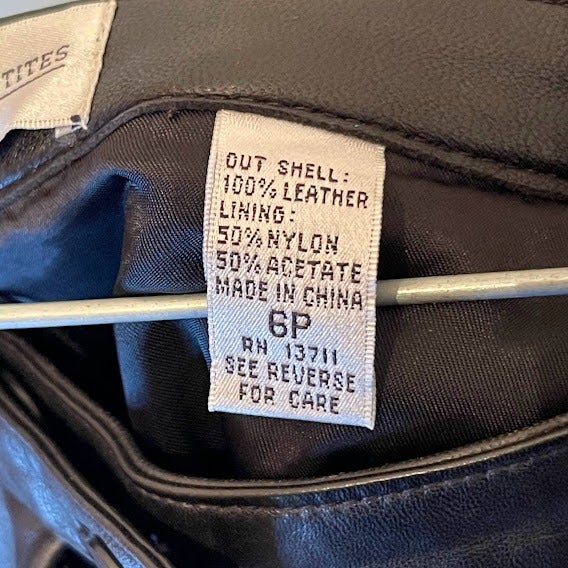 TITES
OUT SHELL:
100% LEATHER
LINING:
50% NYLON
50% ACETATE
MADE IN CHINA
6P
RH 13711
SEE REVERSE
FOR CARE